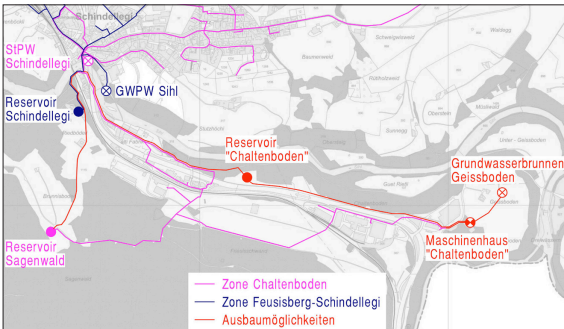 Schindellegi
StPW
Schindellegi
GWPW Sihl
Reservoir
Schindellegi
Reservoir
"Chaltenboden"
Grundwasserbrunnen
Geissboden
Maschinenhaus
"Chaltenboden"
Reservoir
Sagenwald
Zone Chaltenboden
Zone Feusisberg-Schindellegi
Ausbaumöglichkeiten